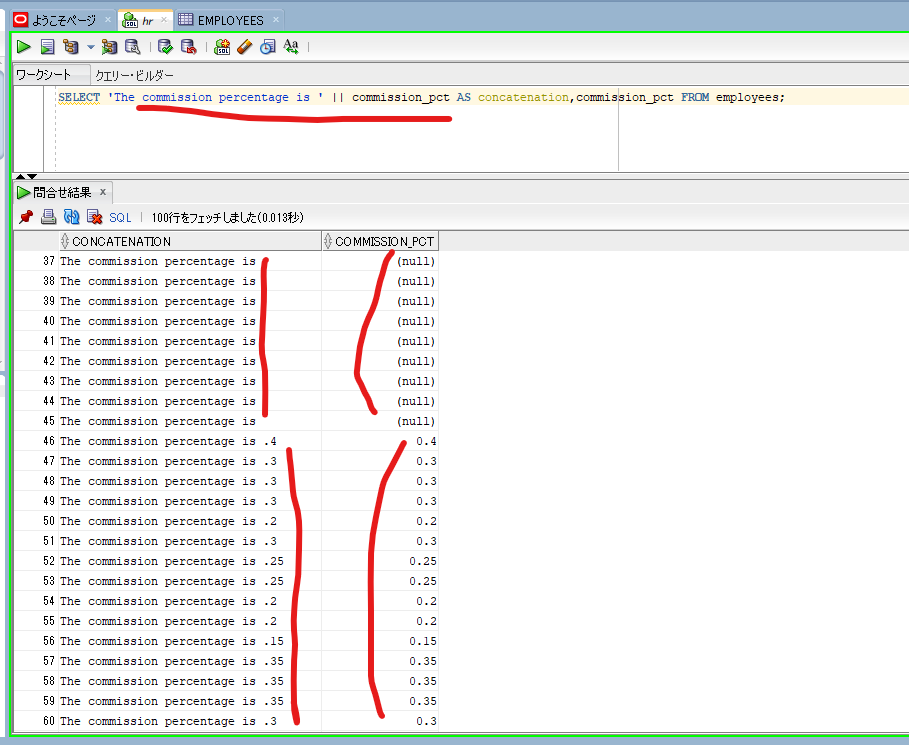 ようこそページ × hr × EMPLOYEES ×
ワークシート クエリー・ビルダー
SELECT 'The commission percentage is ' || commission_pct AS concatenation,commission_pct FROM employees;
問合せ結果 ×
SQL | 100行をフェッチしました(0.013秒)
CONCATENATION COMMISSION_PCT
37 The commission percentage is (null)
38 The commission percentage is (null)
39 The commission percentage is (null)
40 The commission percentage is (null)
41 The commission percentage is (null)
42 The commission percentage is (null)
43 The commission percentage is (null)
44 The commission percentage is (null)
45 The commission percentage is (null)
46 The commission percentage is .4 0.4
47 The commission percentage is .3 0.3
48 The commission percentage is .3 0.3
49 The commission percentage is .3 0.3
50 The commission percentage is .2 0.2
51 The commission percentage is .3 0.3
52 The commission percentage is .25 0.25
53 The commission percentage is .25 0.25
54 The commission percentage is .2 0.2
55 The commission percentage is .2 0.2
56 The commission percentage is .15 0.15
57 The commission percentage is .35 0.35
58 The commission percentage is .35 0.35
59 The commission percentage is .35 0.35
60 The commission percentage is .3 0.3